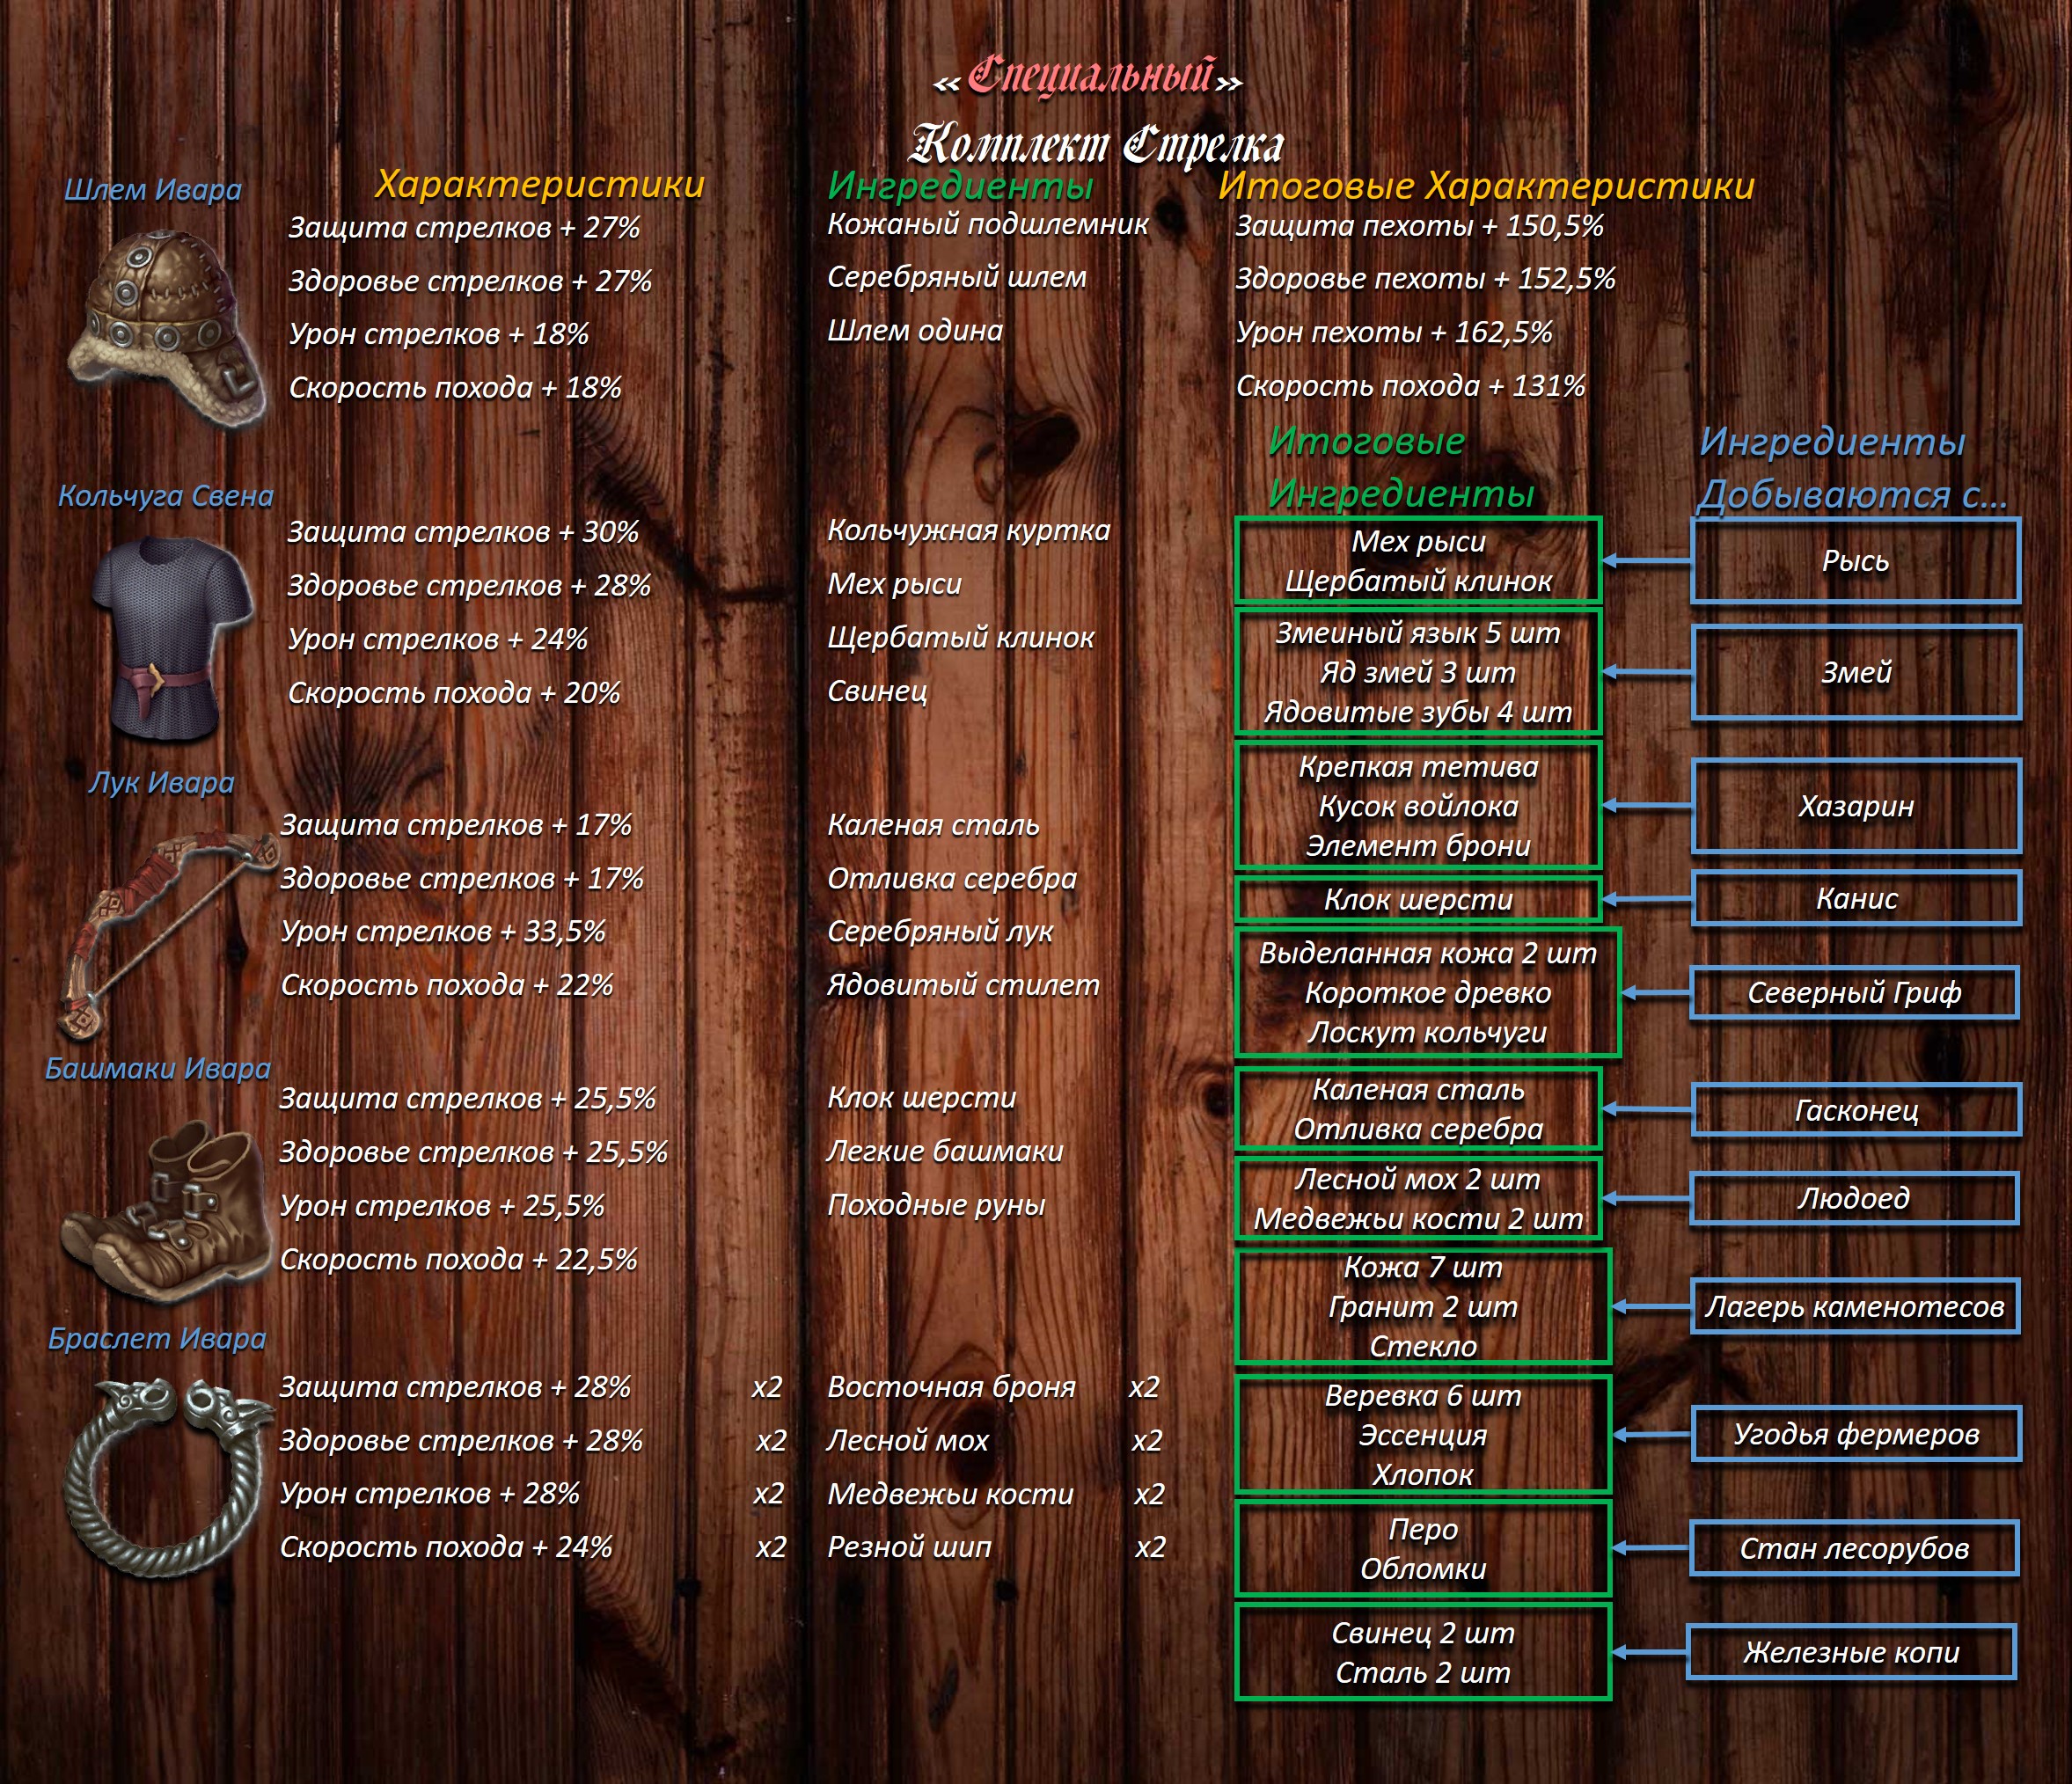 «Специальный»
Комплект Стрелка
Шлем Ивара
Характеристики
Защита стрелков + 27%
Здоровье стрелков + 27%
Урон стрелков + 18%
Скорость похода + 18%
Ингредиенты
Кожаный подшлемник
Серебряный шлем
Шлем одина
Итоговые Характеристики
Защита пехоты + 150,5%
Здоровье пехоты + 152,5%
Урон пехоты + 162,5%
Скорость похода + 131%
Кольчуга Свена
Защита стрелков + 30%
Здоровье стрелков + 28%
Урон стрелков + 24%
Скорость похода + 20%
Кольчужная куртка
Мех рыси
Щербатый клинок
Свинец
Лук Ивара
Защита стрелков + 17%
Здоровье стрелков + 17%
Урон стрелков + 33,5%
Скорость похода + 22%
Каленая сталь
Отливка серебра
Серебряный лук
Ядовитый стилет
Башмаки Ивара
Защита стрелков + 25,5%
Здоровье стрелков + 25,5%
Урон стрелков + 25,5%
Скорость похода + 22,5%
Клок шерсти
Легкие башмаки
Походные руны
Браслет Ивара
Защита стрелков + 28% x2
Здоровье стрелков + 28% x2
Урон стрелков + 28% x2
Скорость похода + 24% x2
Восточная броня x2
Лесной мох x2
Медвежьи кости x2
Резной шип x2
Итоговые
Ингредиенты
Ингредиенты
Добываются с...
Мех рыси
Щербатый клинок
Рысь
Змеиный язык 5 шт
Яд змей 3 шт
Ядовитые зубы 4 шт
Змей
Крепкая тетива
Кусок войлока
Элемент брони
Хазарин
Клок шерсти
Канис
Выделанная кожа 2 шт
Короткое древко
Лоскут кольчуги
Северный Гриф
Каленая сталь
Отливка серебра
Гасконец
Лесной мох 2 шт
Медвежьи кости 2 шт
Людоед
Кожа 7 шт
Гранит 2 шт
Стекло
Лагерь каменотесов
Веревка 6 шт
Эссенция
Хлопок
Угодья фермеров
Перо
Обломки
Стан лесорубов
Свинец 2 шт
Сталь 2 шт
Железные копи